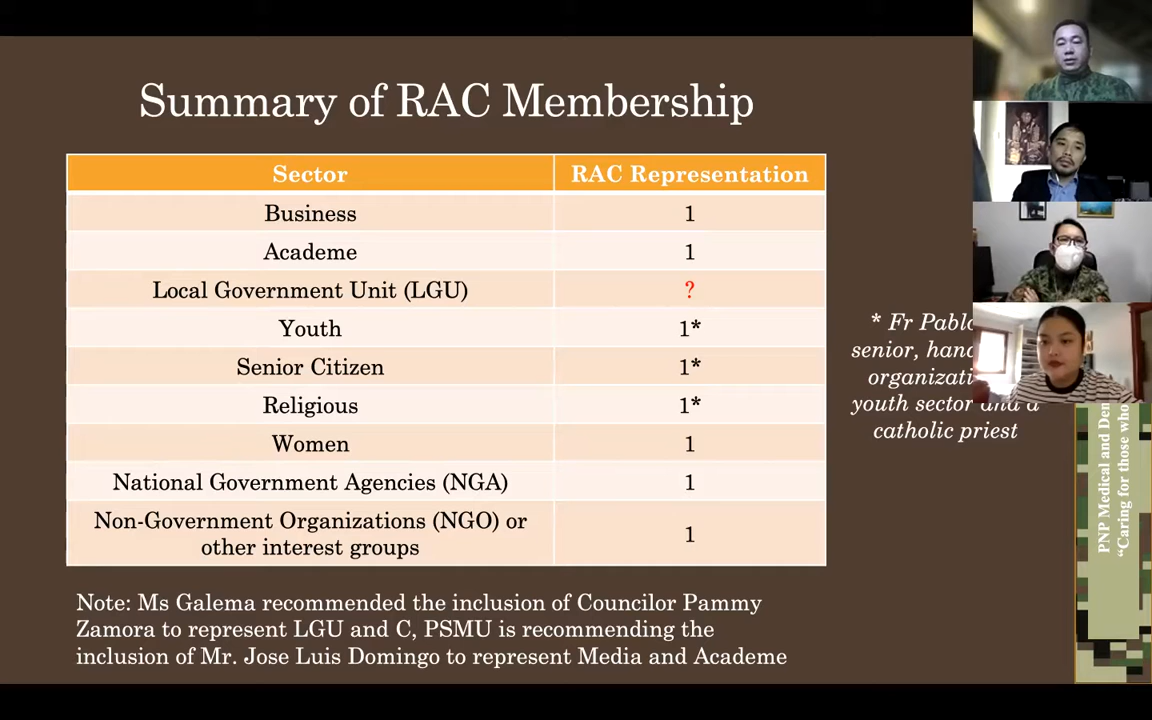 Summary of RAC Membership
Sector RAC Representation
Business 1
Academe 1
Local Government Unit (LGU) ?
Youth 1*
Senior Citizen 1*
Religious 1*
Women 1
National Government Agencies (NGA) 1
Non-Government Organizations (NGO) or
other interest groups 1
* Fr Pablo
senior,
youth sector and a
catholic priest
Note: Ms Galema recommended the inclusion of Councilor Pammy
Zamora to represent LGU and C, PSMU is recommending the
inclusion of Mr. Jose Luis Domingo to represent Media and Academe
PNP Medical and
"Caring for those who